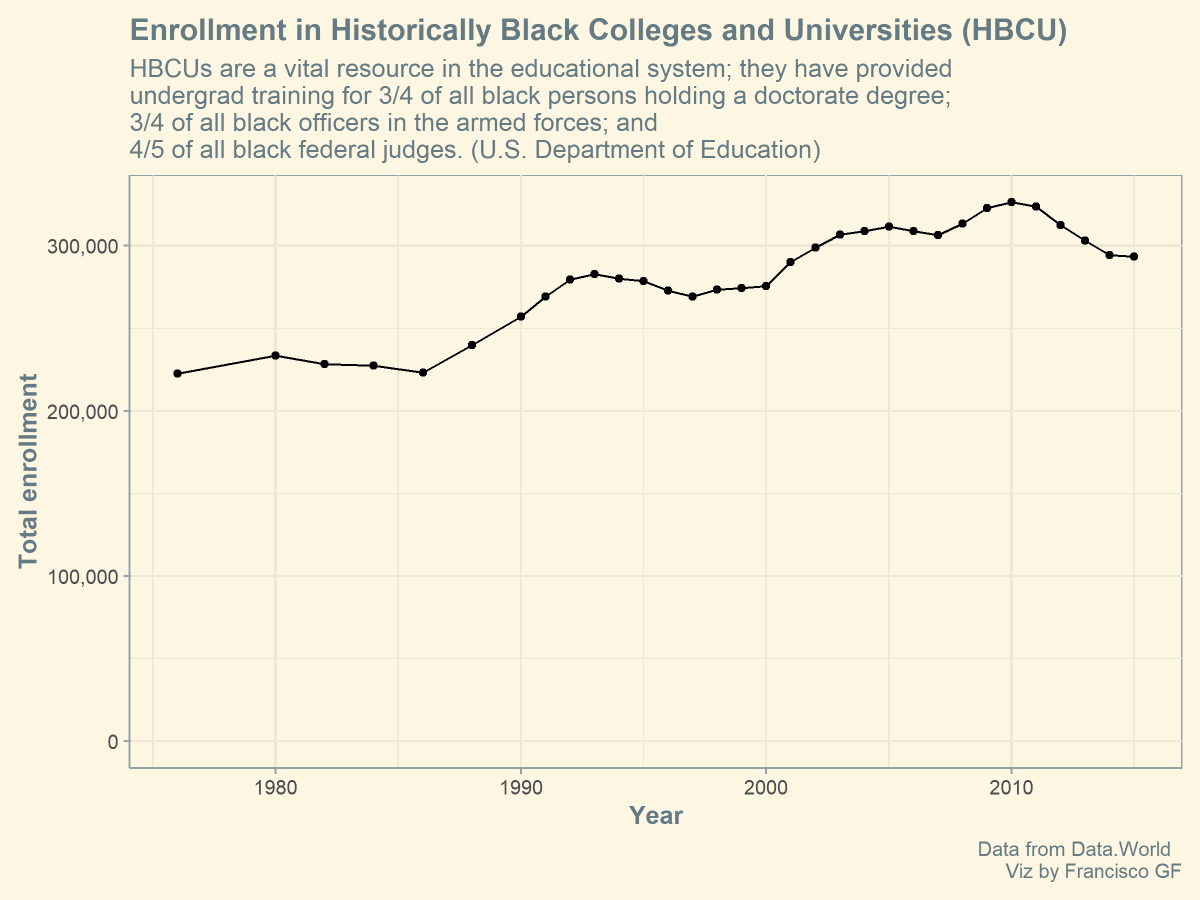 Enrollment in Historically Black Colleges and Universities (HBCU)
HBCUs are a vital resource in the educational system; they have provided
undergrad training for 3/4 of all black persons holding a doctorate degree;
3/4 of all black officers in the armed forces; and
4/5 of all black federal judges. (U.S. Department of Education)
Total enrollment
300,000
200,000
100,000
0
1980 1990 2000 2010
Year
Data from Data.World
Viz by Francisco GF